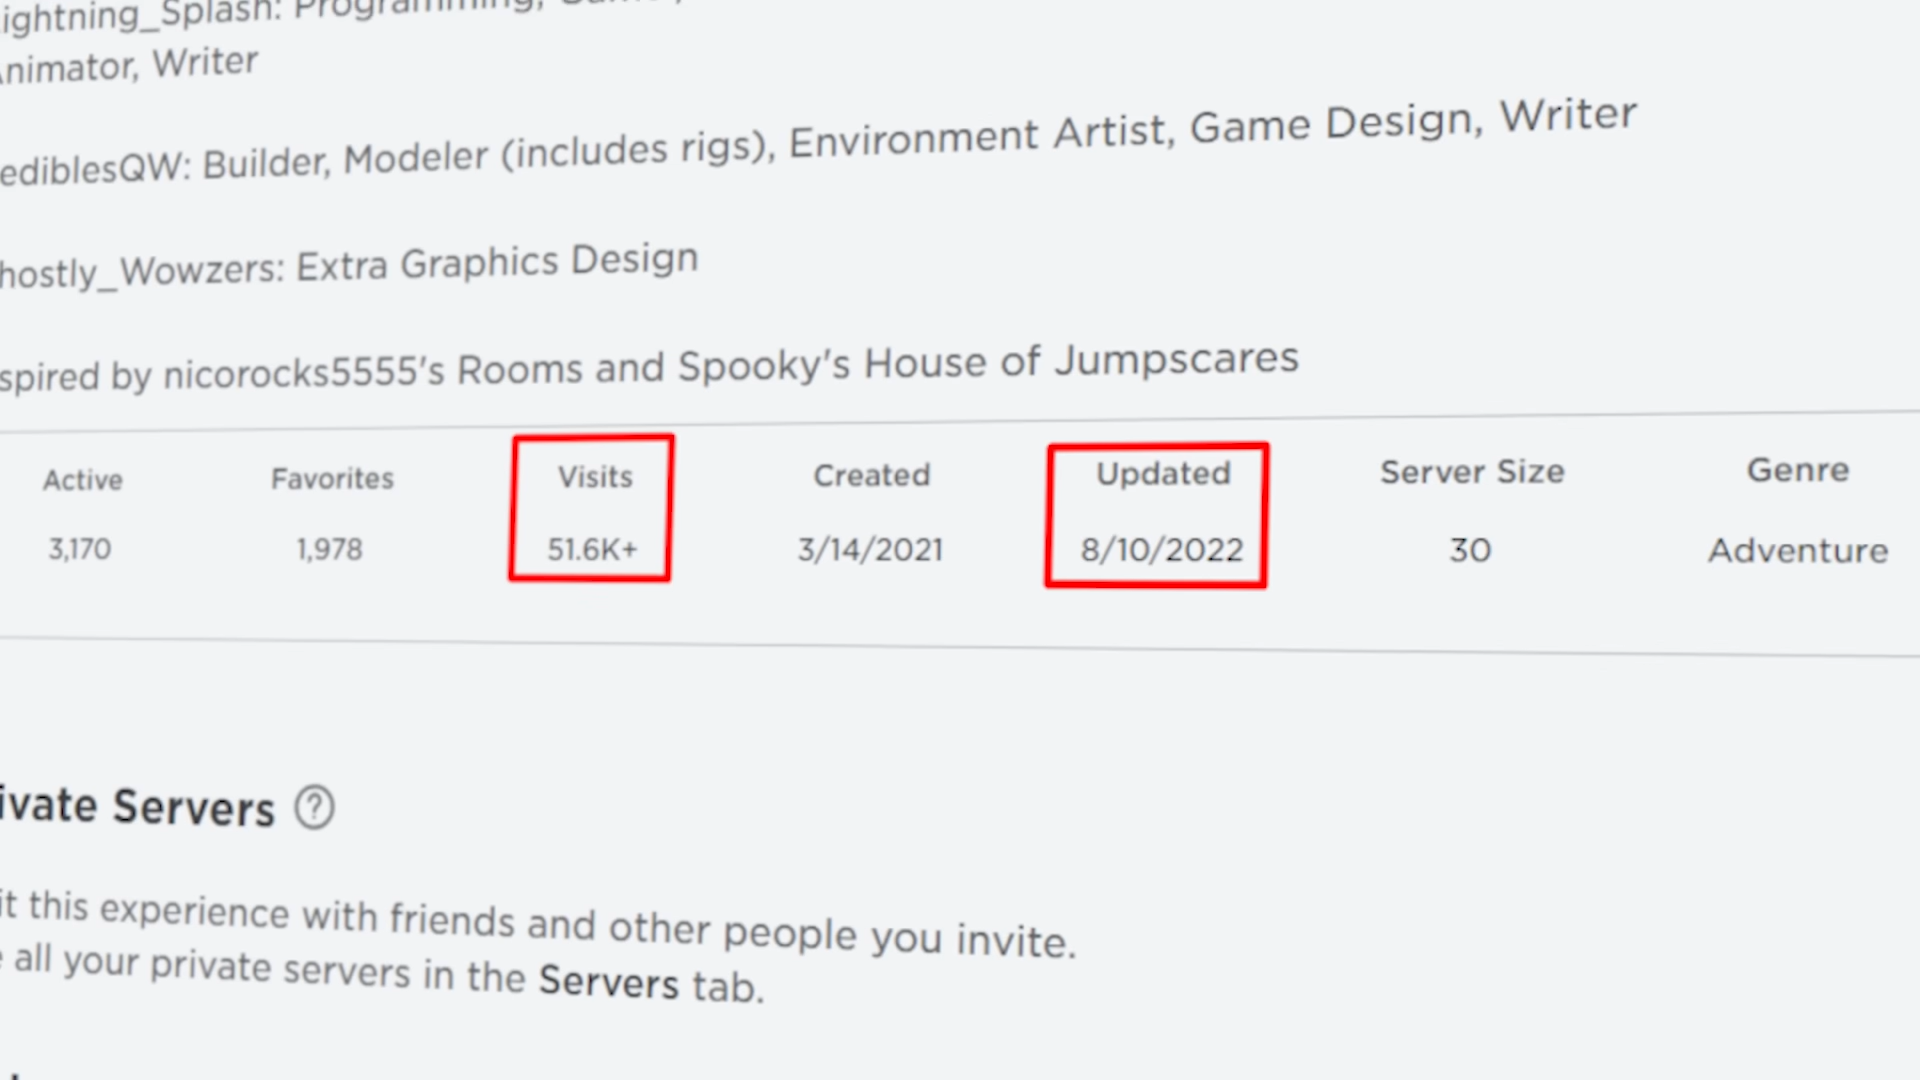 ightning_Splash: Programming,
Animator, Writer
ediblesQW: Builder, Modeler (includes rigs), Environment Artist, Game Design, Writer
hostly_Wowzers: Extra Graphics Design
spired by nicorocks5555's Rooms and Spooky's House of Jumpscares
Active Favorites Visits Created Updated Server Size Genre
3,170 1,978 51.6K+ 3/14/2021 8/10/2022 30 Adventure
ivate Servers ?
it this experience with friends and other people you invite.
all your private servers in the Servers tab.